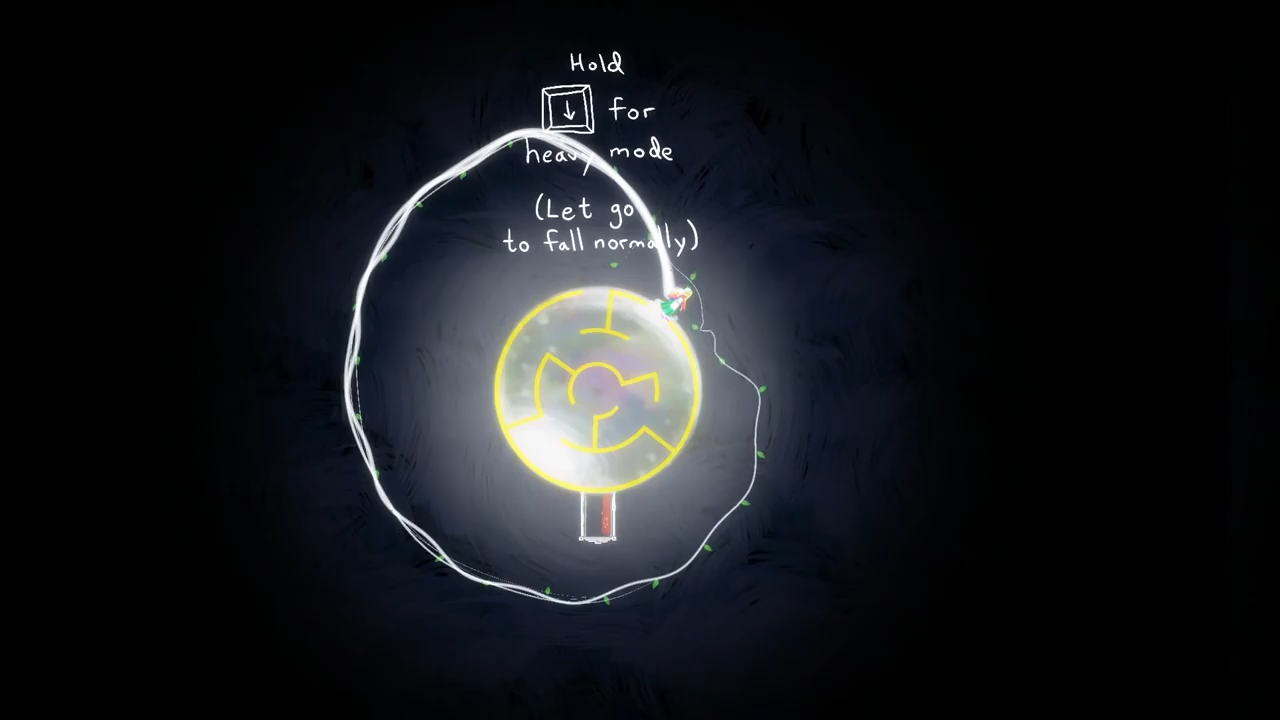 Hold
↓ for
heavy mode
(Let go
to fall normally)